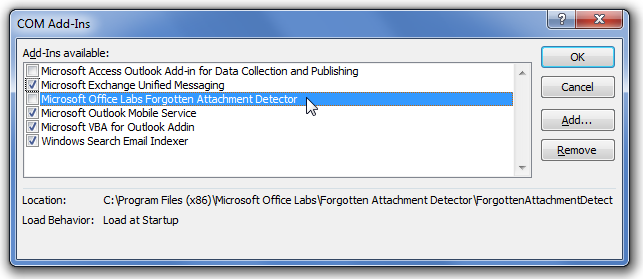 COM Add-Ins
?
Add-Ins available:
Microsoft Access Outlook Add-in for Data Collection and Publishing
Microsoft Exchange Unified Messaging
Microsoft Office Labs Forgotten Attachment Detector
Microsoft Outlook Mobile Service
Microsoft VBA for Outlook Addin
Windows Search Email Indexer
OK
Cancel
Add...
Remove
Location: C:\Program Files (x86)\Microsoft Office Labs\Forgotten Attachment Detector\ForgottenAttachmentDetect
Load Behavior: Load at Startup